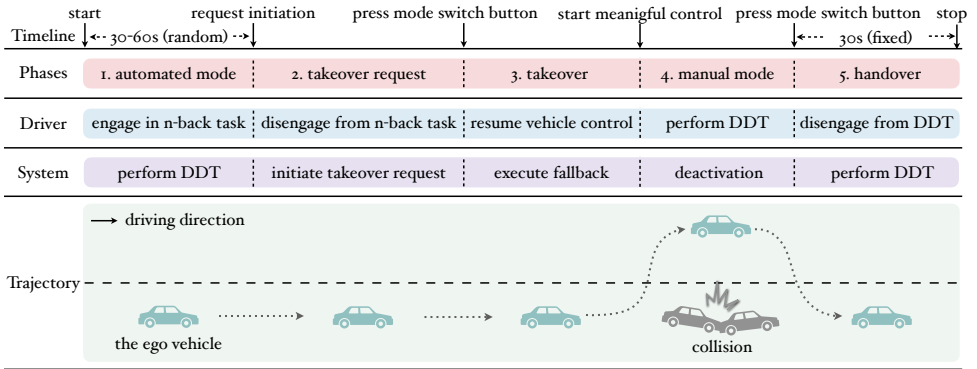 start request initiation press mode switch button start meanigful control press mode switch button stop
Timeline 30-60s (random) 30s (fixed)
Phases 1. automated mode 2. takeover request 3. takeover 4. manual mode 5. handover
Driver engage in n-back task disengage from n-back task resume vehicle control perform DDT disengage from DDT
System perform DDT initiate takeover request execute fallback deactivation perform DDT
driving direction
Trajectory
the ego vehicle
collision